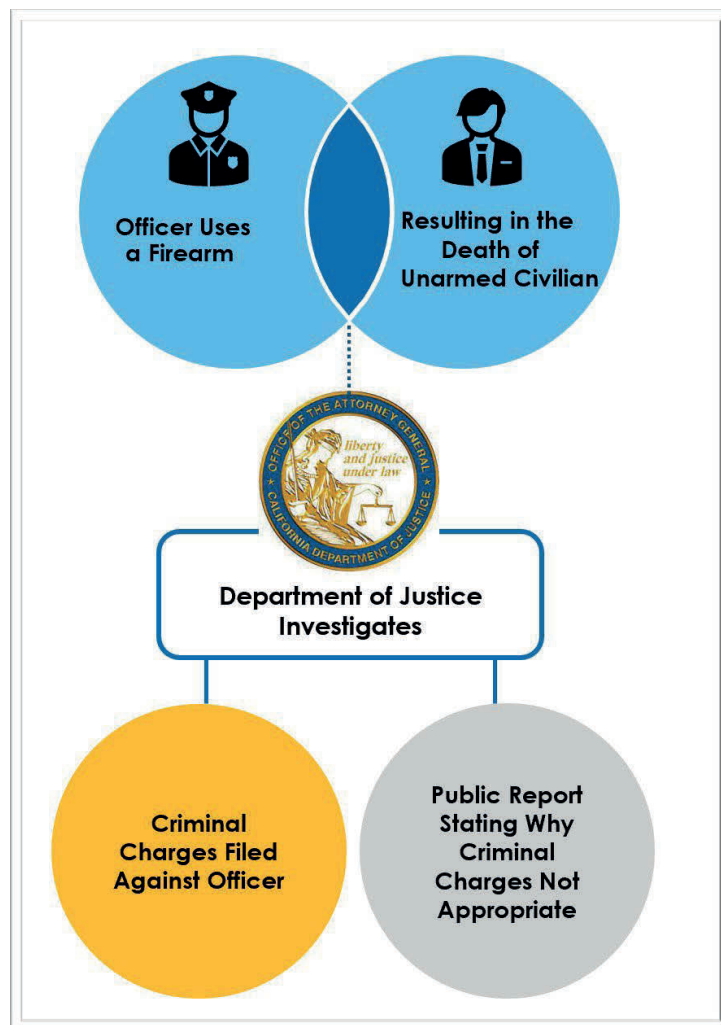 Officer Uses
a Firearm
Resulting in the
Death of
Unarmed Civilian
OFFICE OF THE ATTORNEY GENERAL
liberty
and justice
under law
CALIFORNIA DEPARTMENT OF JUSTICE
Department of Justice
Investigates
Criminal
Charges Filed
Against Officer
Public Report
Stating Why
Criminal
Charges Not
Appropriate